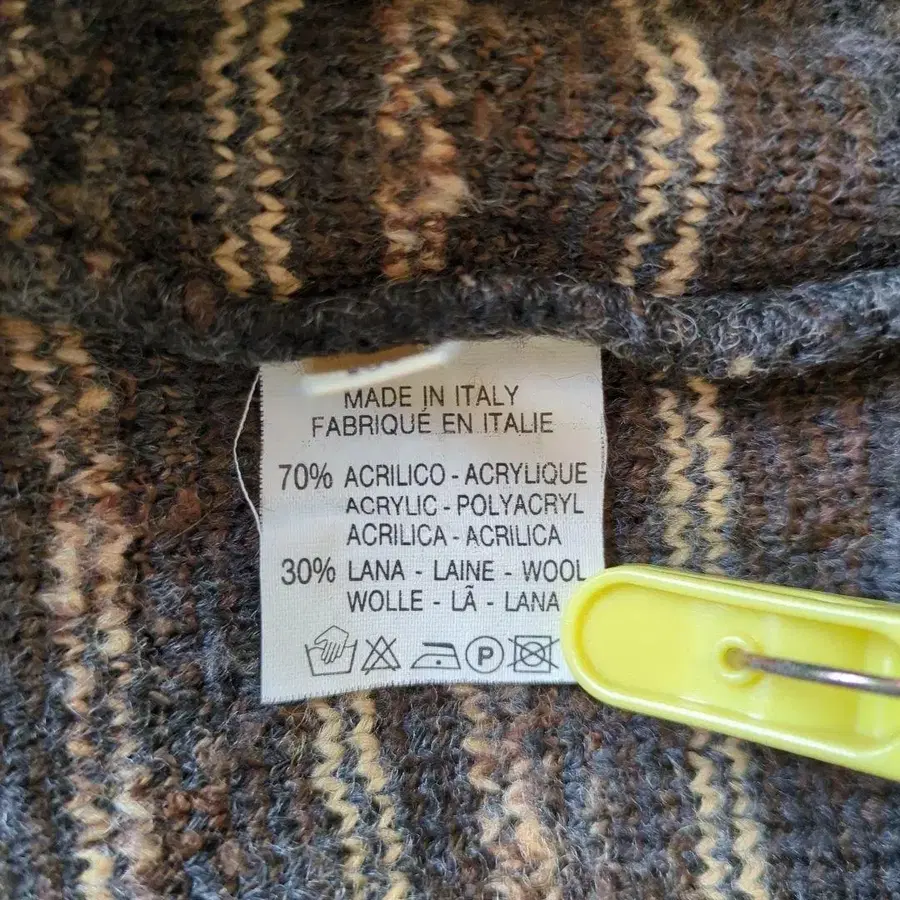 MADE IN ITALY
FABRIQUÉ EN ITALIE
70% ACRILICO - ACRYLIQUE
ACRYLIC - POLYACRYL
ACRILICA - ACRILICA
30% LANA - LAINE - WOOL
WOLLE - LÃ - LANA
P